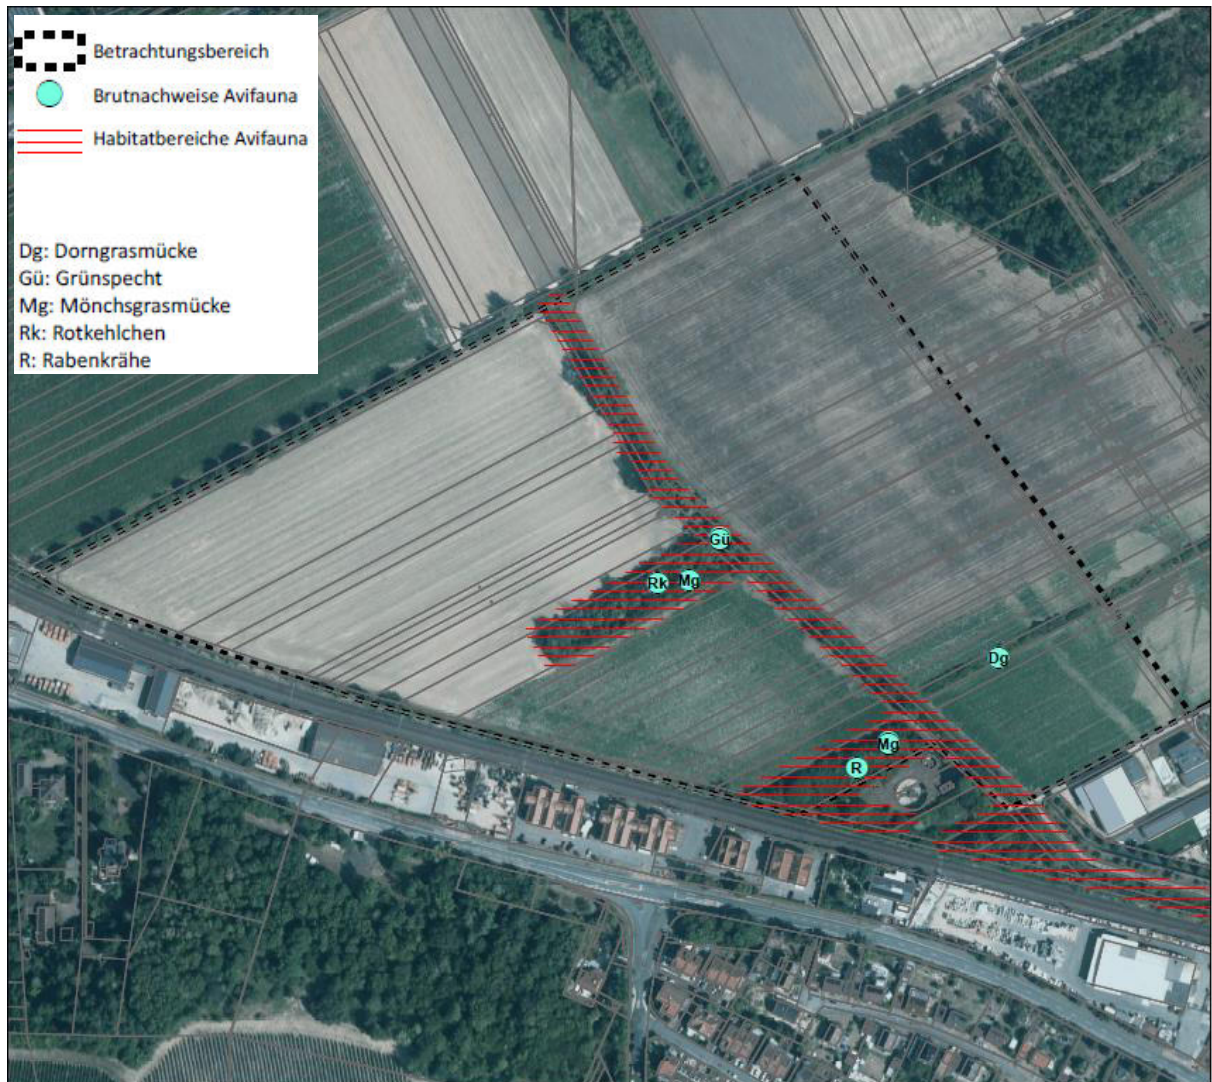 Betrachtungsbereich
Brutnachweise Avifauna
Habitatbereiche Avifauna
Dg: Dorngrasmücke
Gü: Grünspecht
Mg: Mönchsgrasmücke
Rk: Rotkehlchen
R: Rabenkrähe
Gü
Rk
Mg
Dg
Mg
R